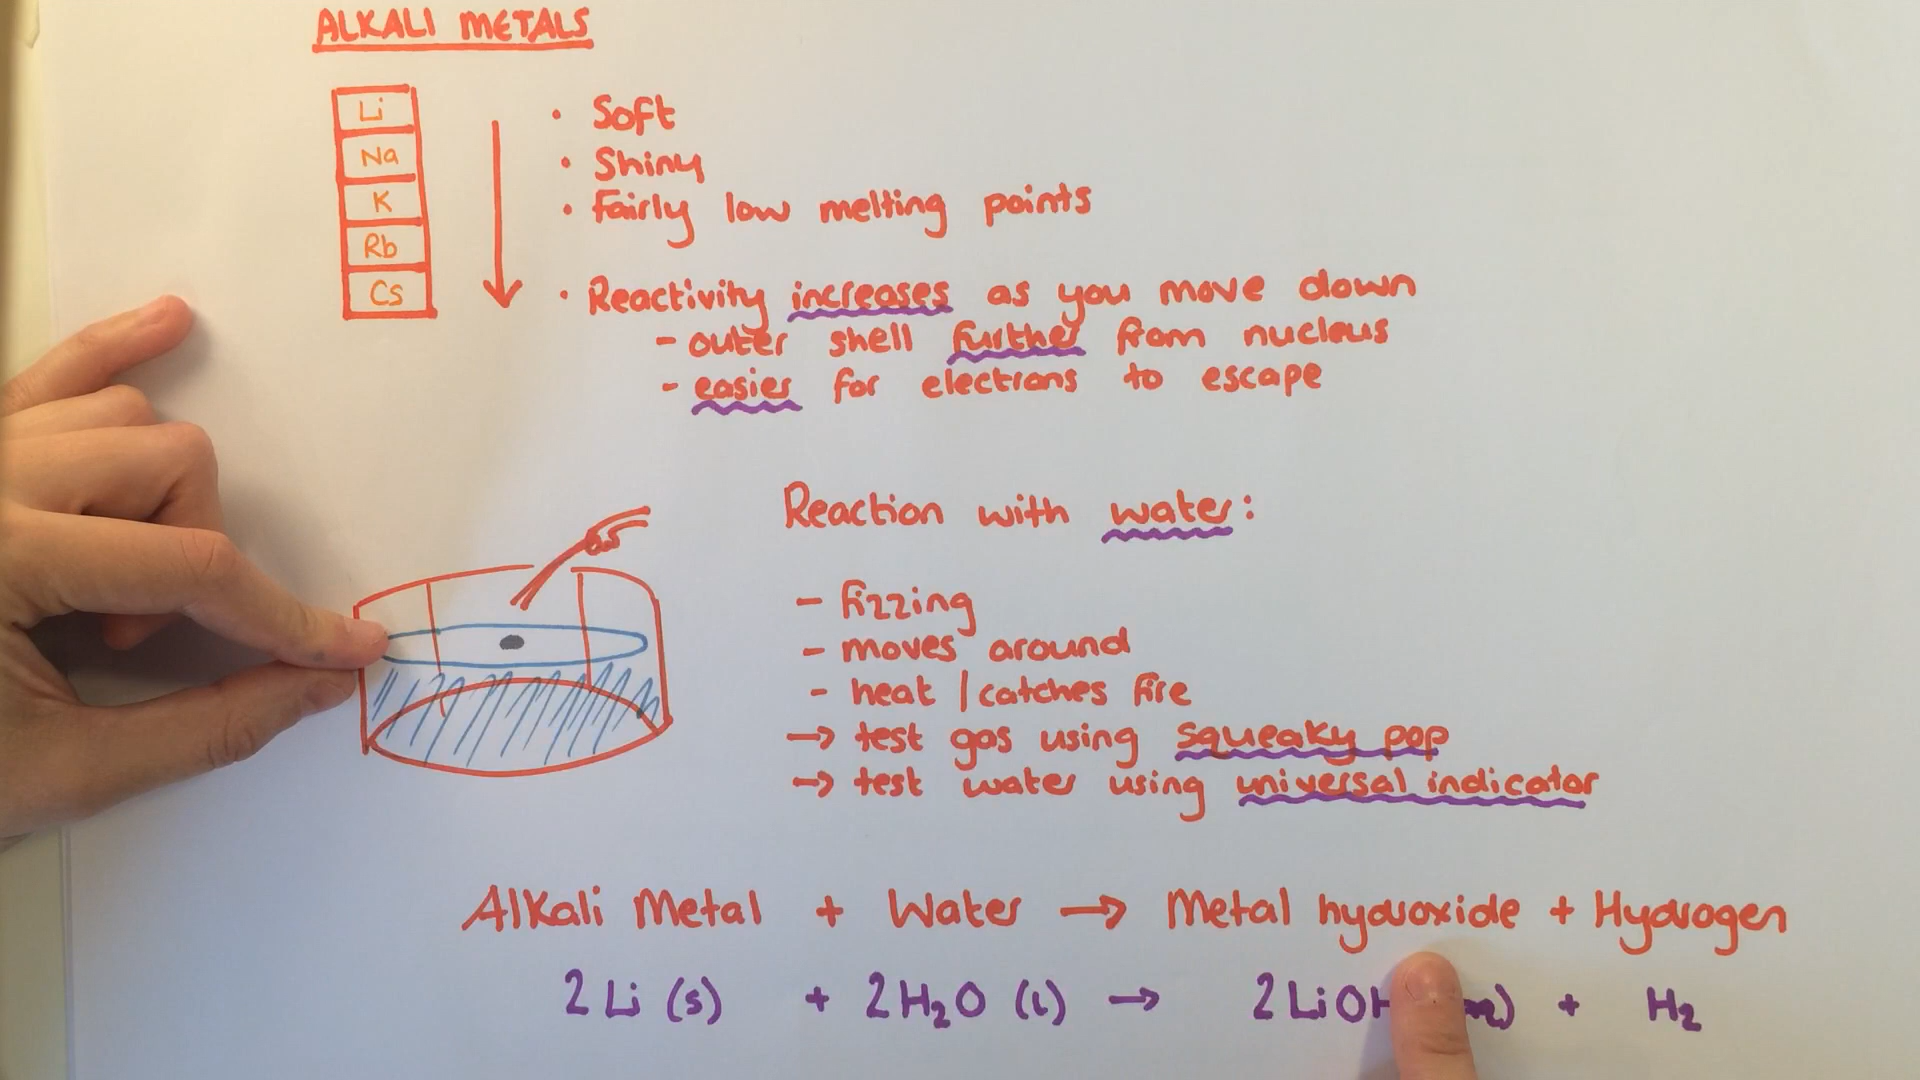 ALKALI METALS
Li
Na
K
Rb
Cs
• Soft
• Shiny
• Fairly low melting points
• Reactivity increases as you move down
- outer shell further from nucleus
- easier for electrons to escape
Reaction with water:
- fizzing
- moves around
- heat / catches fire
→ test gas using squeaky pop
→ test water using universal indicator
Alkali Metal + Water → Metal hydroxide + Hydrogen
2Li (s) + 2H₂O (l) → 2LiOH + H₂